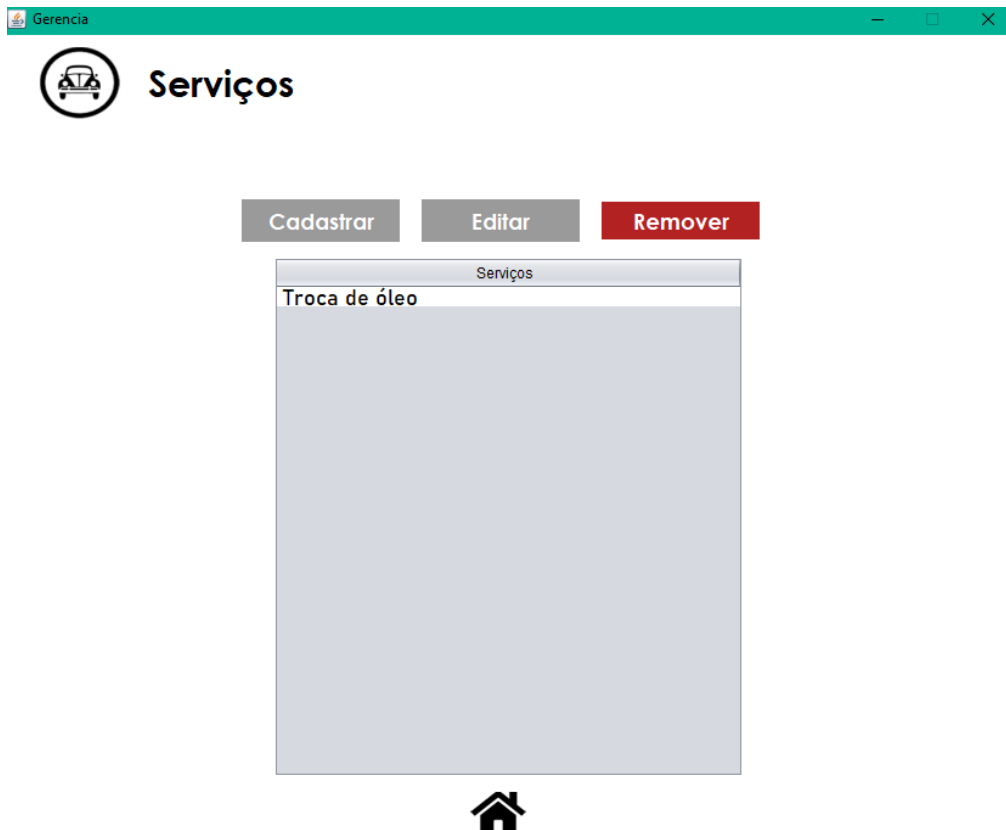 Gerencia
Serviços
Cadastrar Editar Remover
Serviços
Troca de óleo